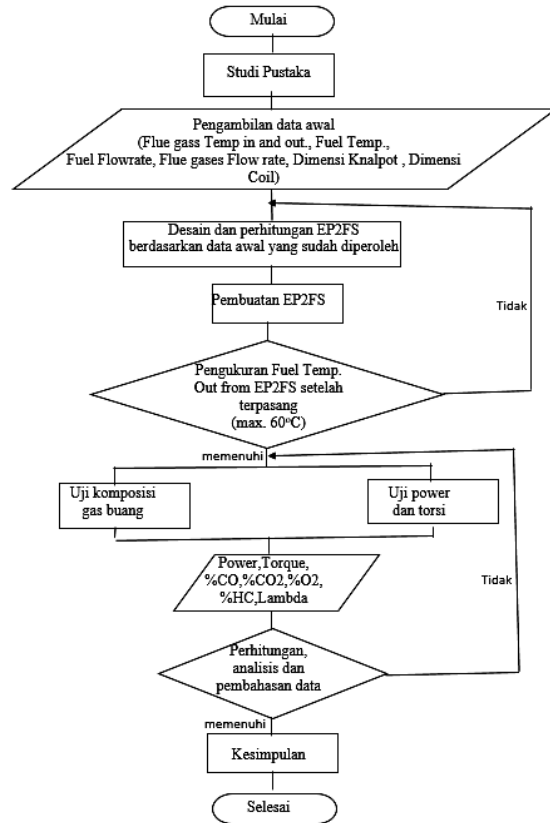 Mulai
Studi Pustaka
Pengambilan data awal
(Flue gass Temp in and out., Fuel Temp.,
Fuel Flowrate, Flue gases Flow rate, Dimensi Knalpot , Dimensi
Coil)
Desain dan perhitungan EP2FS
berdasarkan data awal yang sudah diperoleh
Pembuatan EP2FS
Tidak
Pengukuran Fuel Temp.
Out from EP2FS setelah
terpasang
(max. 60°C)
memenuhi
Uji komposisi
gas buang
Uji power
dan torsi
Power,Torque,
%CO,%CO2,%O2,
%HC,Lambda
Tidak
Perhitungan,
analisis dan
pembahasan data
memenuhi
Kesimpulan
Selesai